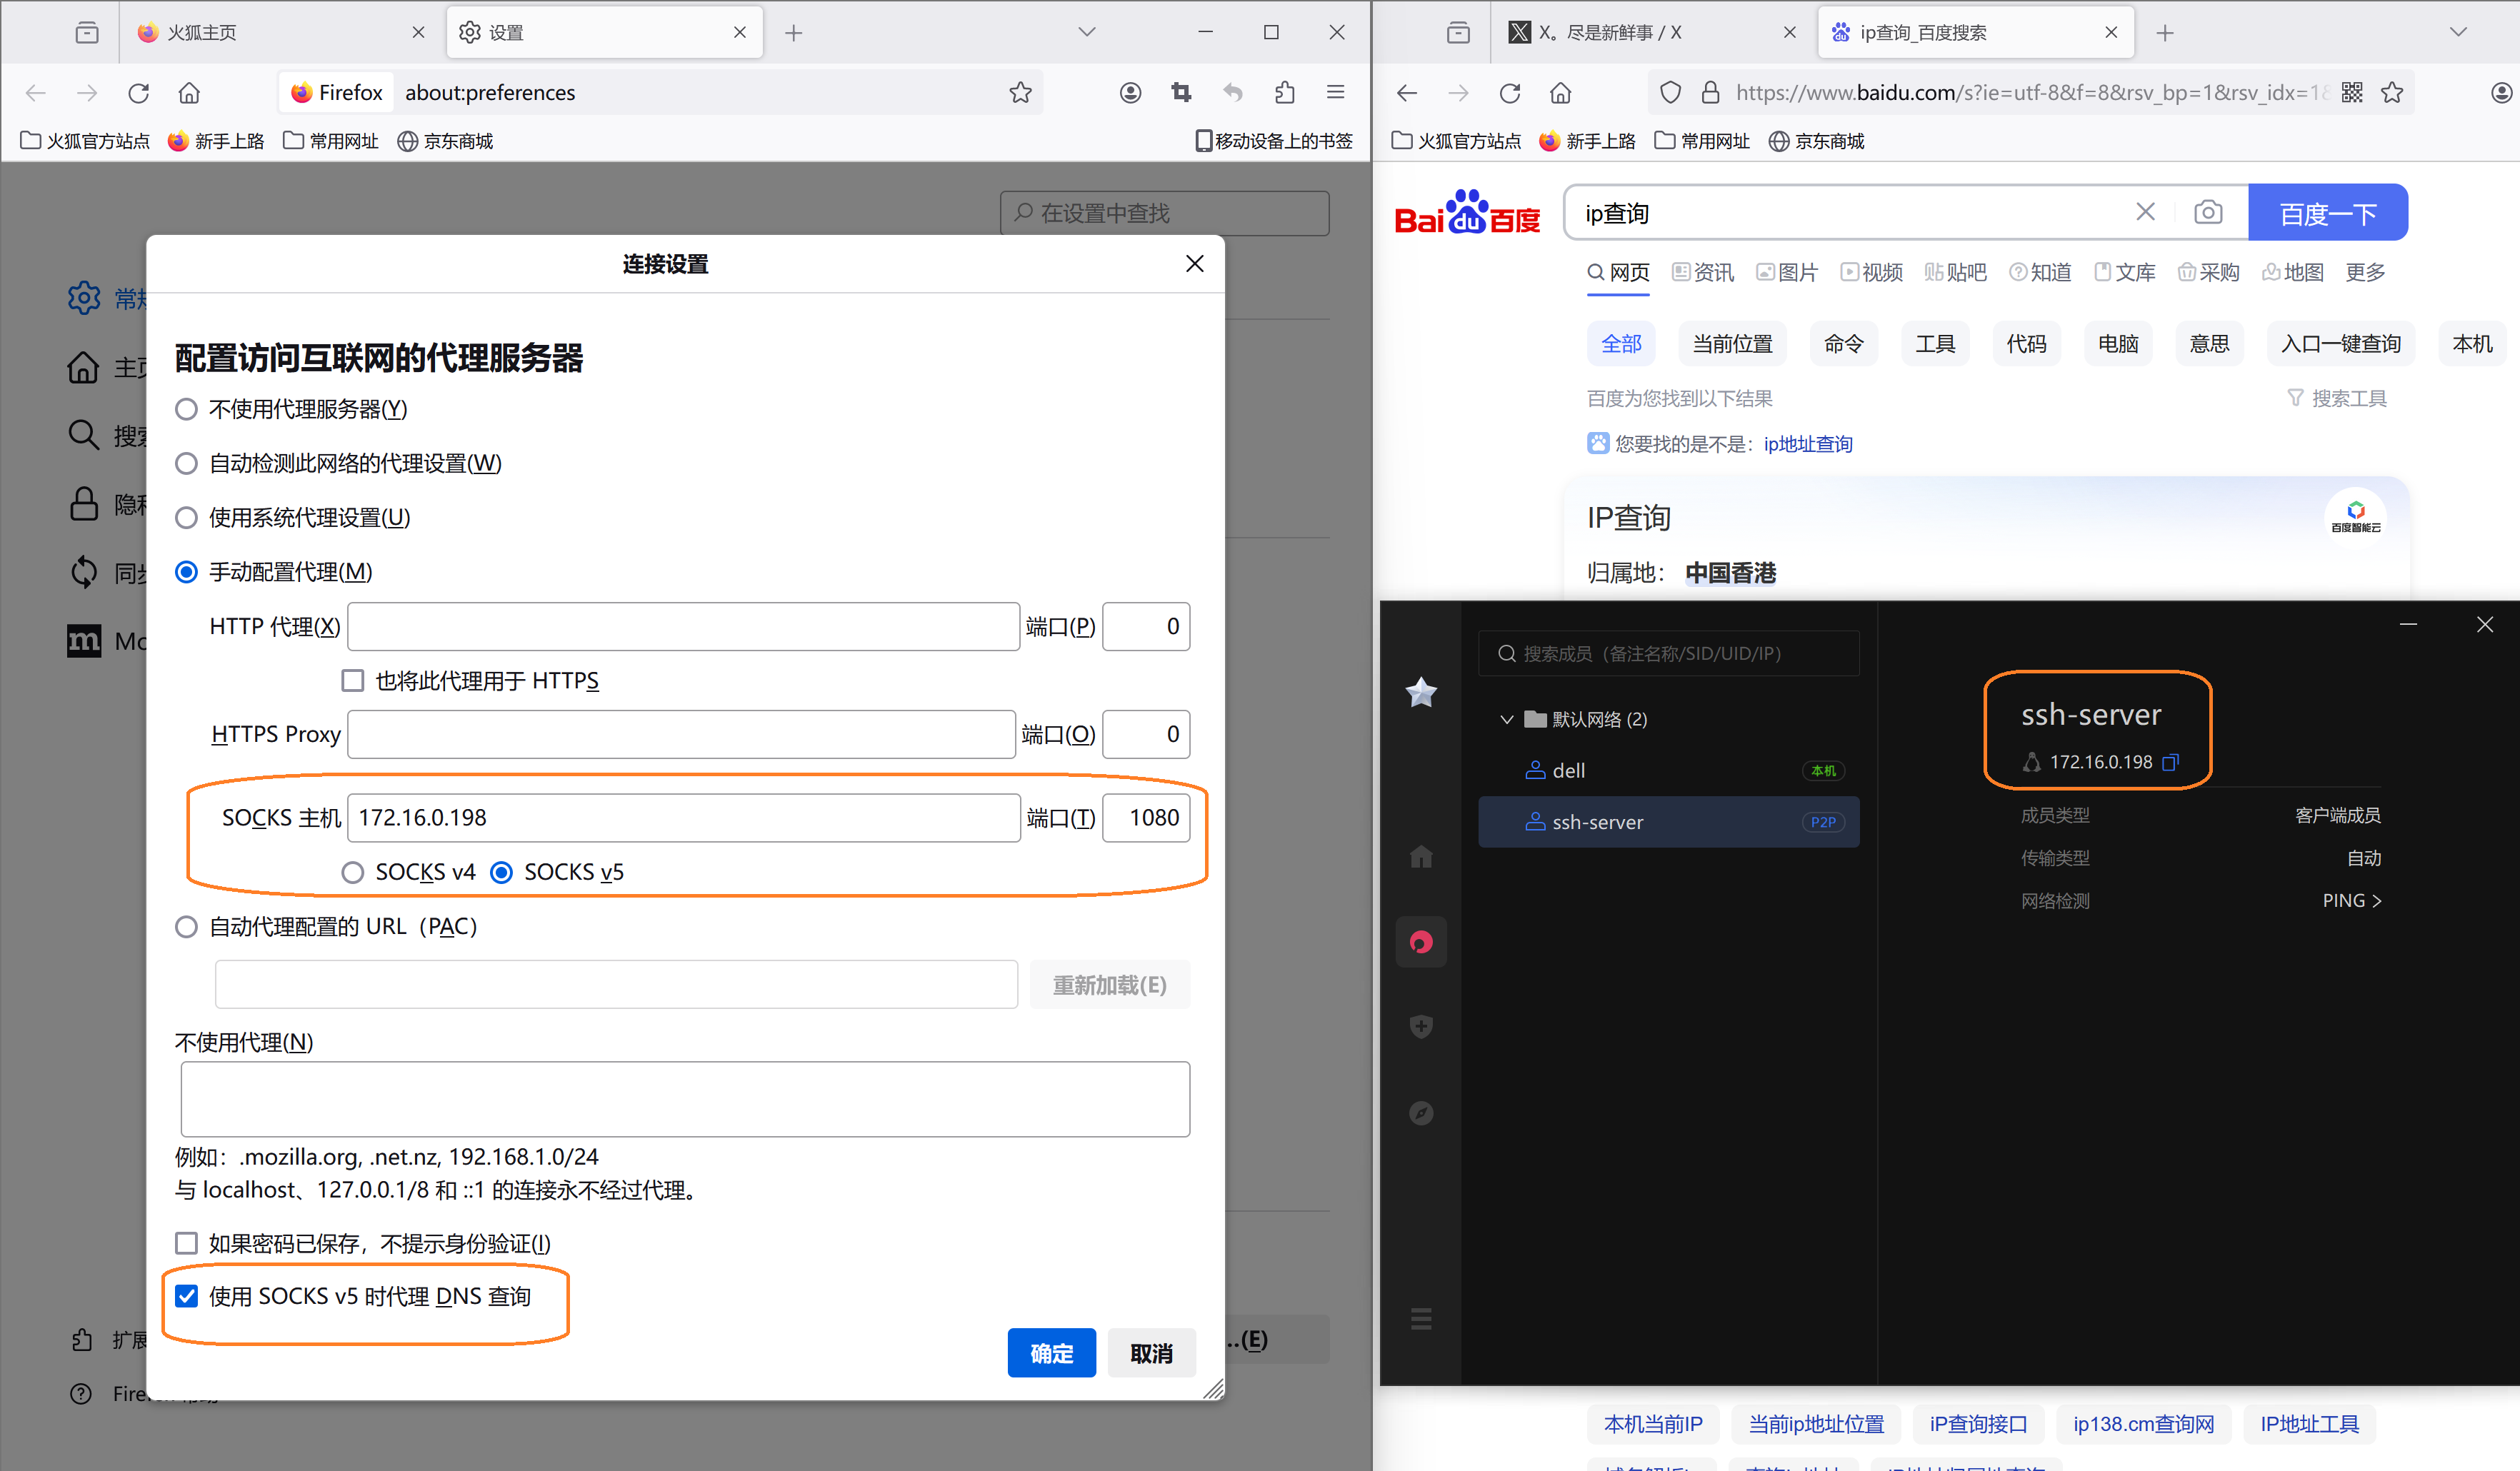 火狐主页
设置
Firefox
about:preferences
火狐官方站点
新手上路
常用网址
京东商城
移动设备上的书签
在设置中查找
常规
连接设置
配置访问互联网的代理服务器
不使用代理服务器(Y)
自动检测此网络的代理设置(W)
使用系统代理设置(U)
手动配置代理(M)
HTTP 代理(X)
端口(P)
0
也将此代理用于 HTTPS
HTTPS Proxy
端口(O)
0
SOCKS 主机
172.16.0.198
端口(T)
1080
SOCKS v4
SOCKS v5
自动代理配置的 URL（PAC）
重新加载(E)
不使用代理(N)
例如：.mozilla.org, .net.nz, 192.168.1.0/24
与 localhost、127.0.0.1/8 和 ::1 的连接永不经过代理。
如果密码已保存，不提示身份验证(I)
使用 SOCKS v5 时代理 DNS 查询
确定
取消
..(E)
X。尽是新鲜事 / X
ip查询_百度搜索
https://www.baidu.com/s?ie=utf-8&f=8&rsv_bp=1&rsv_idx=1
火狐官方站点
新手上路
常用网址
京东商城
Bai du 百度
ip查询
百度一下
网页
资讯
图片
视频
贴吧
知道
文库
采购
地图
更多
全部
当前位置
命令
工具
代码
电脑
意思
入口一键查询
本机
百度为您找到以下结果
搜索工具
您要找的是不是：ip地址查询
IP查询
百度智能云
归属地：
中国香港
搜索成员（备注名称/SID/UID/IP）
默认网络 (2)
dell
本机
ssh-server
P2P
ssh-server
172.16.0.198
成员类型
客户端成员
传输类型
自动
网络检测
PING >
本机当前IP
当前ip地址位置
iP查询接口
ip138.cm查询网
IP地址工具